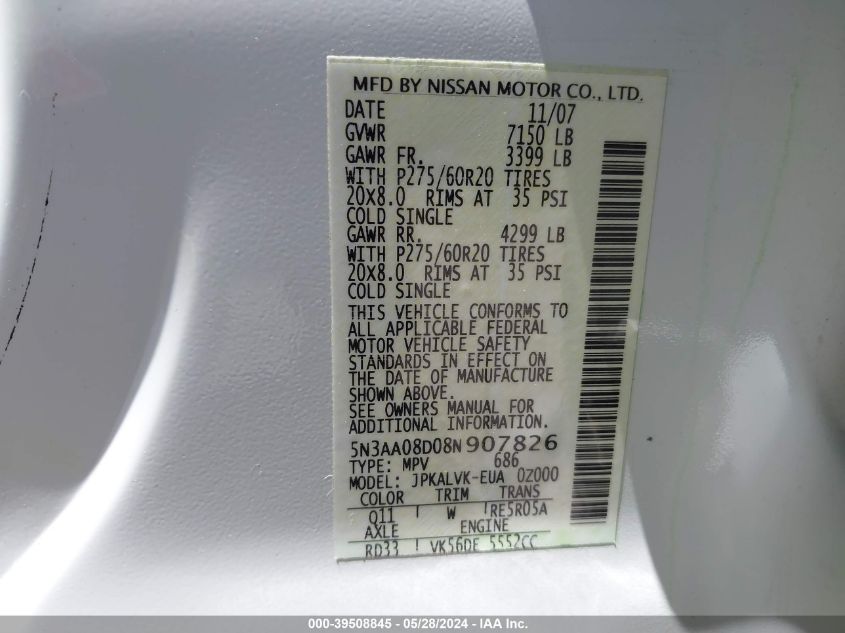 MFD BY NISSAN MOTOR CO., LTD.
DATE 11/07
GVWR 7150 LB
GAWR FR. 3399 LB
WITH P275/60R20 TIRES
20X8.0 RIMS AT 35 PSI
COLD SINGLE
GAWR RR. 4299 LB
WITH P275/60R20 TIRES
20X8.0 RIMS AT 35 PSI
COLD SINGLE
THIS VEHICLE CONFORMS TO
ALL APPLICABLE FEDERAL
MOTOR VEHICLE SAFETY
STANDARDS IN EFFECT ON
THE DATE OF MANUFACTURE
SHOWN ABOVE.
SEE OWNERS MANUAL FOR
ADDITIONAL INFORMATION.
5N3AA08D08N907826
TYPE: MPV 686
MODEL: JPKALVK-EUA 0Z000
COLOR TRIM TRANS
Q11 ! W !RE5R05A
AXLE ENGINE
RD33 ! VK56DE 5552CC
000-39508845 - 05/28/2024 - IAA Inc.